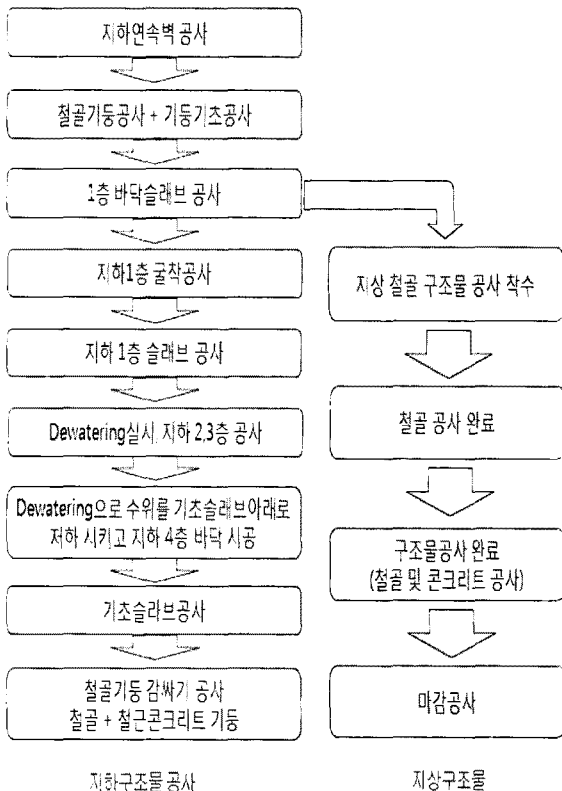 지하연속벽 공사
철골기둥공사 + 기둥기초공사
1층 바닥슬래브 공사
지하1층 굴착공사
지하 1층 슬래브 공사
Dewatering실시, 지하 2,3층 공사
Dewatering으로 수위를 기초슬래브아래로
저하 시키고 지하 4층 바닥 시공
기초슬라브공사
철골기둥 감싸기 공사
철골 + 철근콘크리트 기둥
지하구조물 공사
지상 철골 구조물 공사 착수
철골 공사 완료
구조물공사 완료
(철골 및 콘크리트 공사)
마감공사
지상구조물